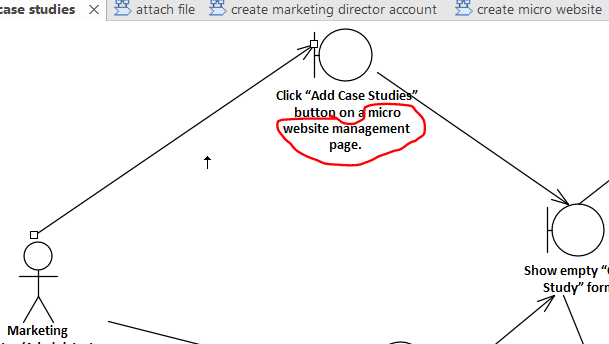 case studies attach file create marketing director account create micro website
Click “Add Case Studies”
button on a micro
website management
page.
Show empty
Study” form
Marketing